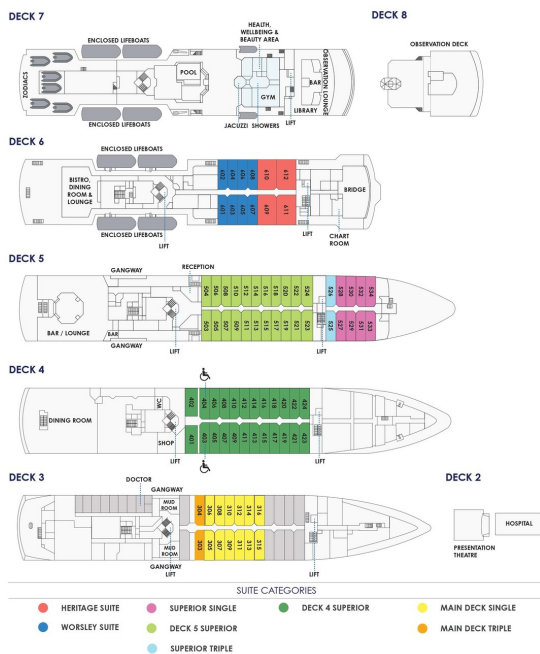 DECK 7
DECK 8
ENCLOSED LIFEBOATS
HEALTH,
WELLBEING &
BEAUTY AREA
OBSERVATION DECK
ZODIACS
POOL
GYM
BAR
LIBRARY
OBSERVATION LOUNGE
ENCLOSED LIFEBOATS
JACUZZI
SHOWERS
LIFT
DECK 6
ENCLOSED LIFEBOATS
BISTRO,
DINING
ROOM &
LOUNGE
602 604 606 608 610 612
601 603 605 607 609 611
BRIDGE
ENCLOSED LIFEBOATS
LIFT
LIFT
CHART
ROOM
DECK 5
GANGWAY
RECEPTION
504 506 508 510 512 514 516 518 520 522 524 526 528 530 532 534
503 505 507 509 511 513 515 517 519 521 523 525 527 529 531 533
BAR / LOUNGE
BAR
GANGWAY
LIFT
LIFT
DECK 4
DINING ROOM
WC
SHOP
402 404 406 408 410 412 414 416 418 420 422 424
401 403 405 407 409 411 413 415 417 419 421 423
LIFT
LIFT
DECK 3
DECK 2
DOCTOR
GANGWAY
MUD
ROOM
304 306 308 310 312 314 316
303 305 307 309 311 313 315
MUD
ROOM
GANGWAY
LIFT
LIFT
HOSPITAL
PRESENTATION
THEATRE
SUITE CATEGORIES
HERITAGE SUITE
SUPERIOR SINGLE
DECK 4 SUPERIOR
MAIN DECK SINGLE
WORSLEY SUITE
DECK 5 SUPERIOR
MAIN DECK TRIPLE
SUPERIOR TRIPLE